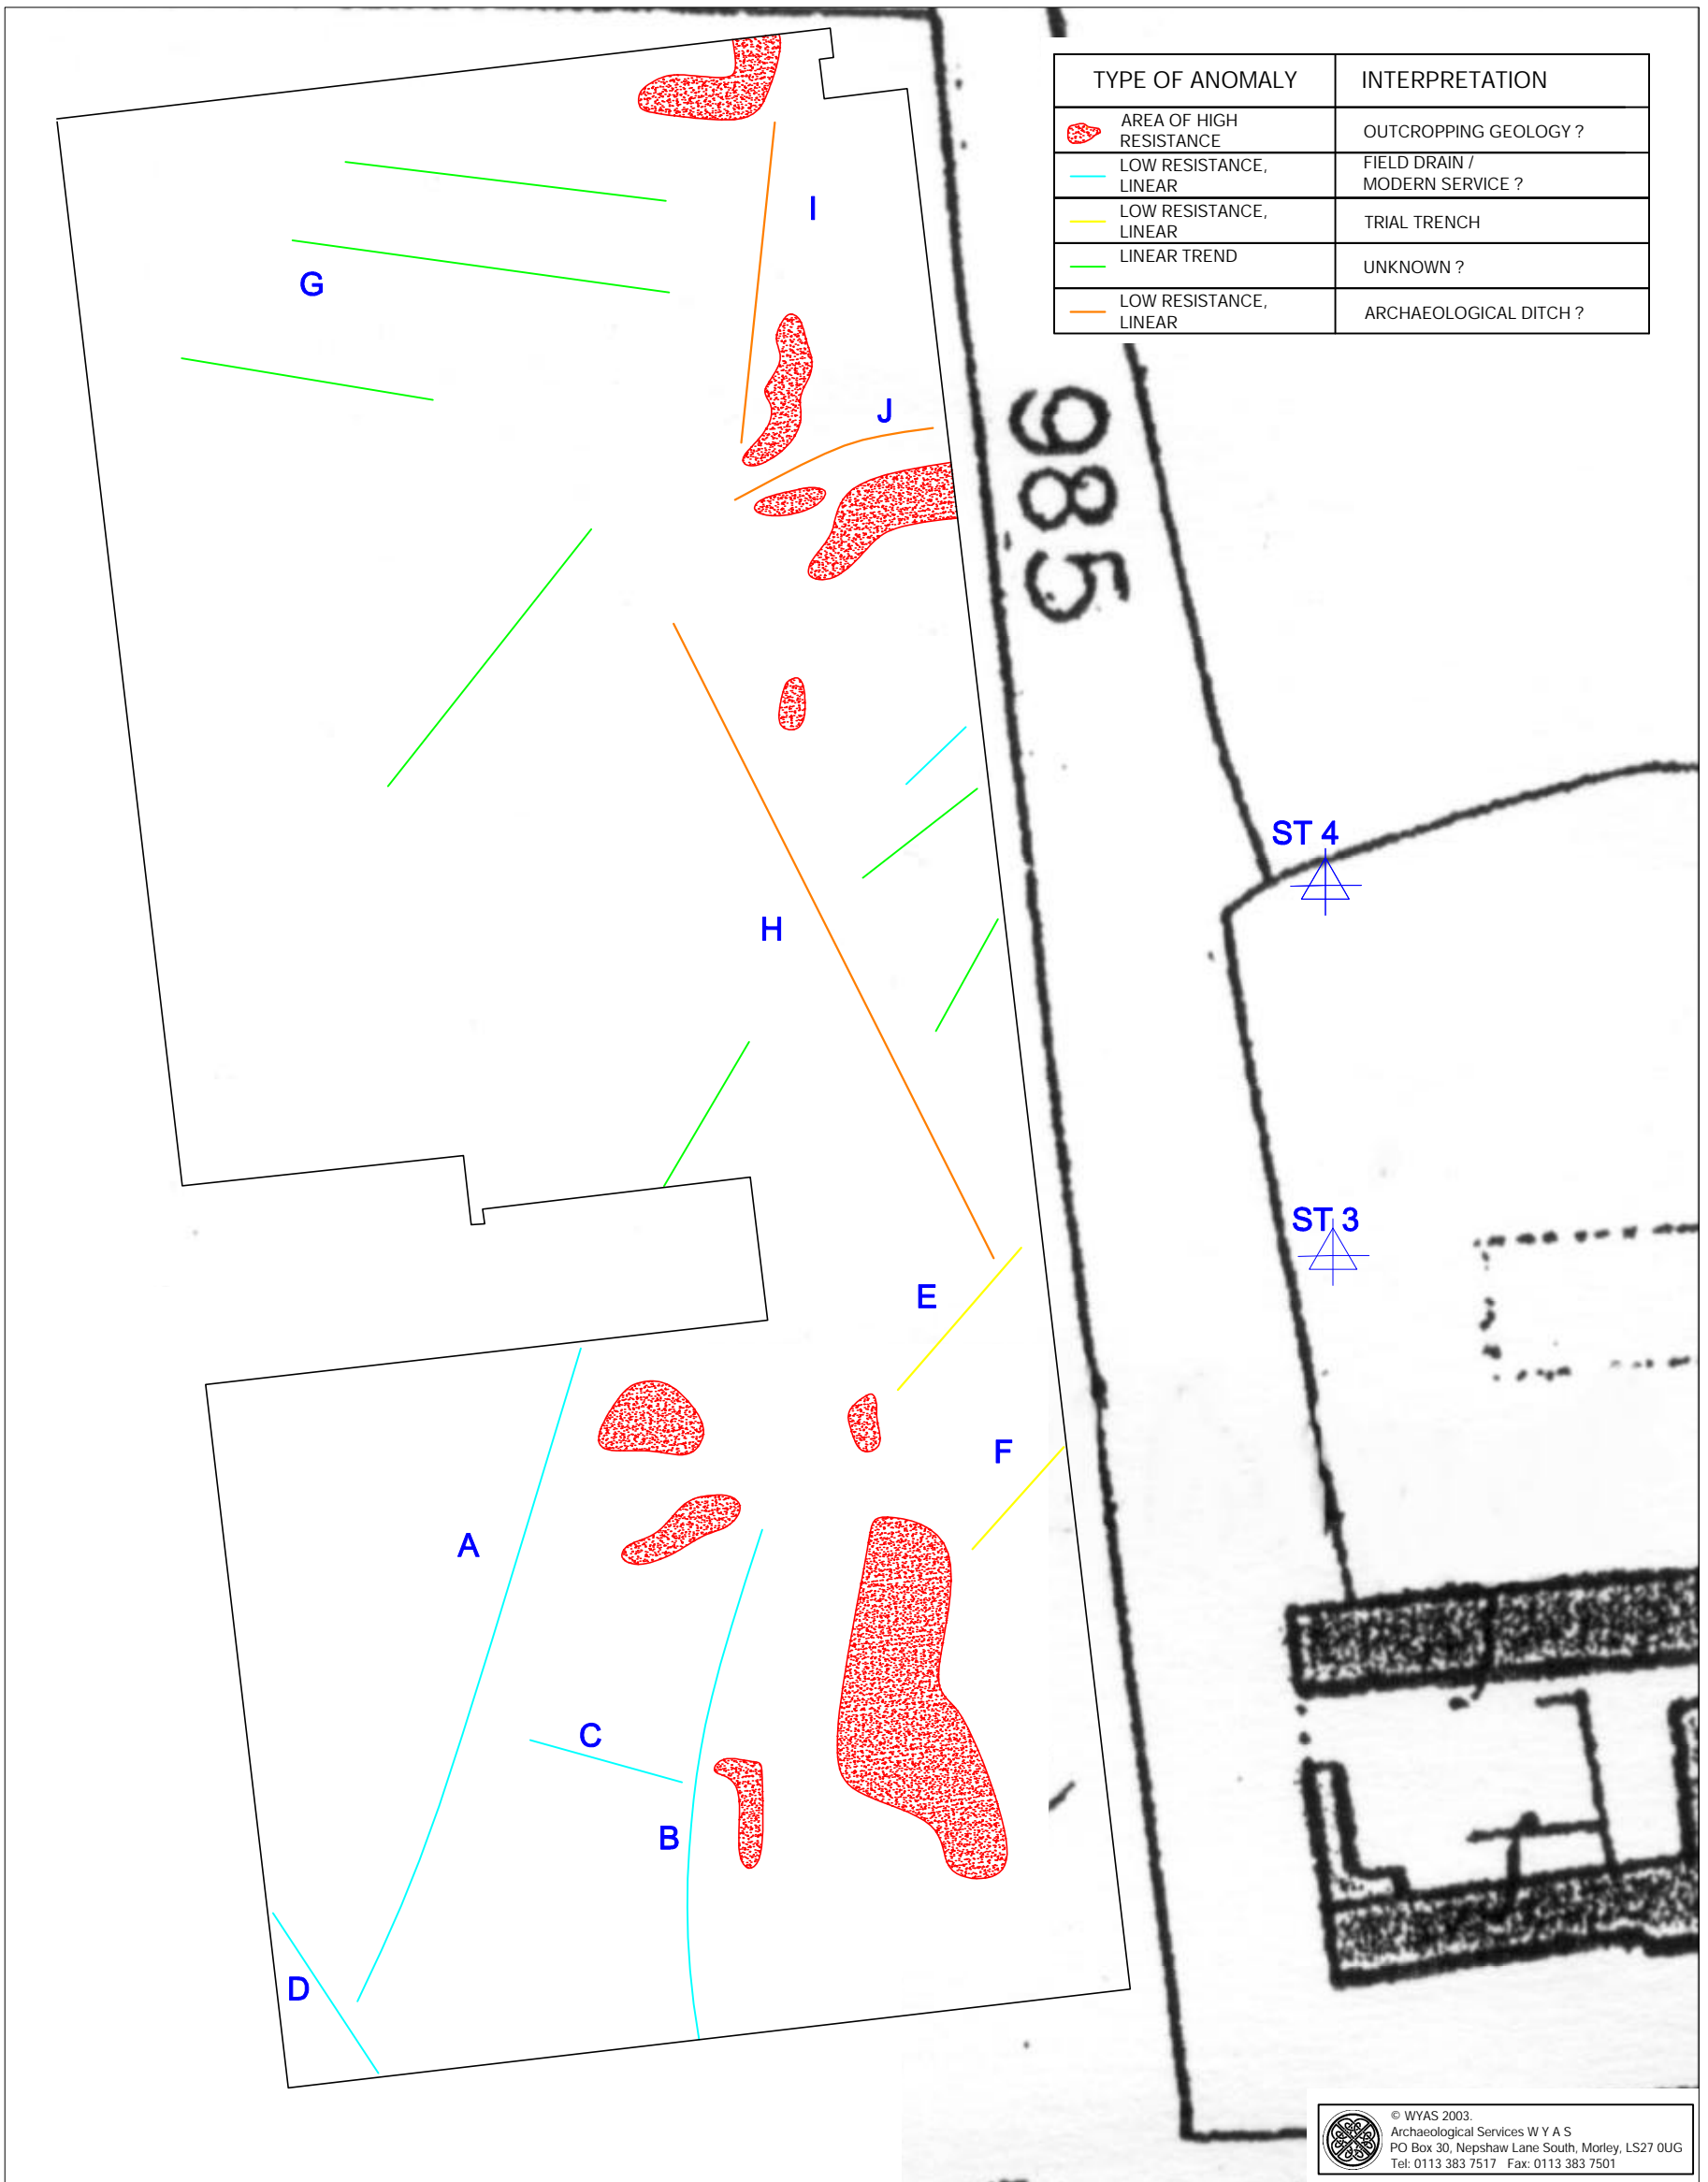 TYPE OF ANOMALY
INTERPRETATION
AREA OF HIGH
RESISTANCE
OUTCROPPING GEOLOGY ?
LOW RESISTANCE,
LINEAR
FIELD DRAIN /
MODERN SERVICE ?
LOW RESISTANCE,
LINEAR
TRIAL TRENCH
LINEAR TREND
UNKNOWN ?
LOW RESISTANCE,
LINEAR
ARCHAEOLOGICAL DITCH ?
I
G
J
985
ST 4
H
ST 3
E
F
A
C
B
D
© WYAS 2003.
Archaeological Services W Y A S
PO Box 30, Nepshaw Lane South, Morley, LS27 0UG
Tel: 0113 383 7517 Fax: 0113 383 7501